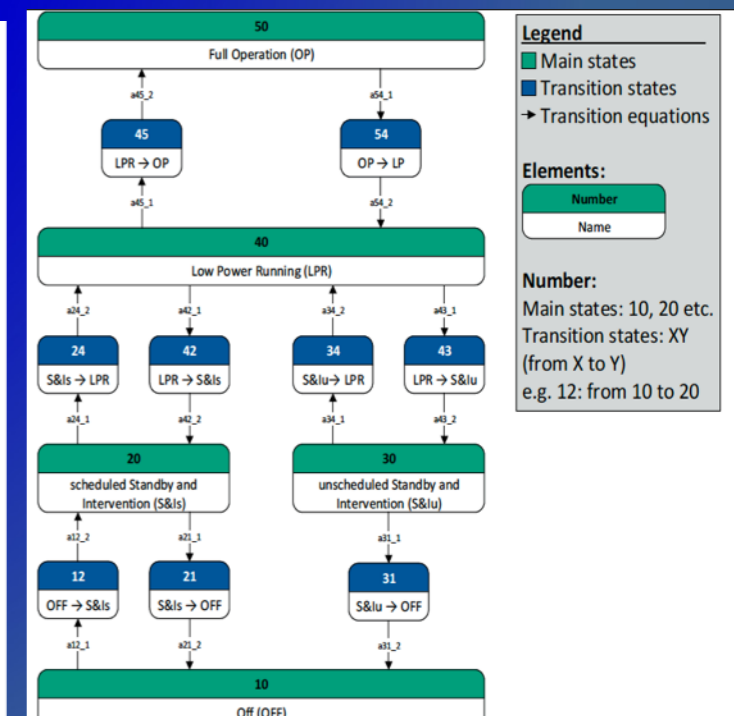 50
Full Operation (OP)
a45_2
a54_1
45
LPR → OP
54
OP → LP
a45_1
a54_2
40
Low Power Running (LPR)
a24_2
a42_1
a34_2
a43_1
24
S&Is → LPR
42
LPR → S&Is
34
S&Iu → LPR
43
LPR → S&Iu
a24_1
a42_2
a34_1
a43_2
20
scheduled Standby and
Intervention (S&Is)
30
unscheduled Standby and
Intervention (S&Iu)
a12_2
a21_1
a31_1
12
OFF → S&Is
21
S&Is → OFF
31
S&Iu → OFF
a12_1
a21_2
a31_2
10
Off (OFF)
Legend
Main states
Transition states
→ Transition equations
Elements:
Number
Name
Number:
Main states: 10, 20 etc.
Transition states: XY
(from X to Y)
e.g. 12: from 10 to 20